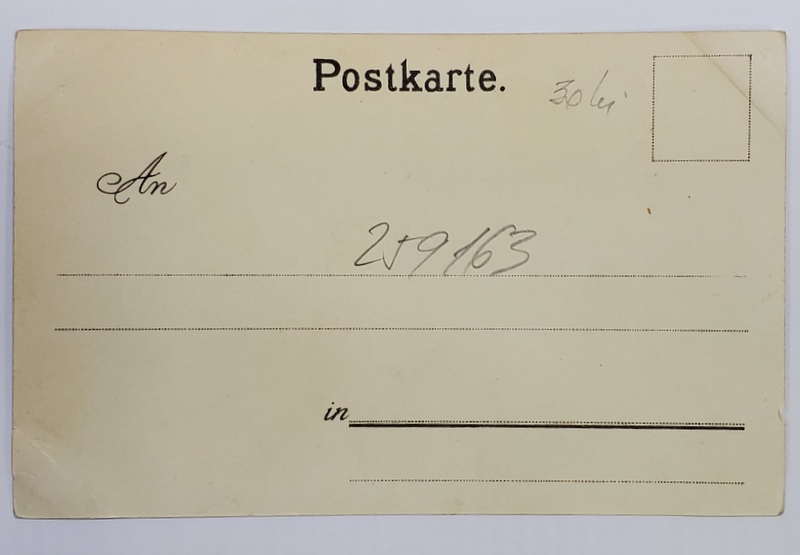 Postkarte.
30 lei
An
259163
in